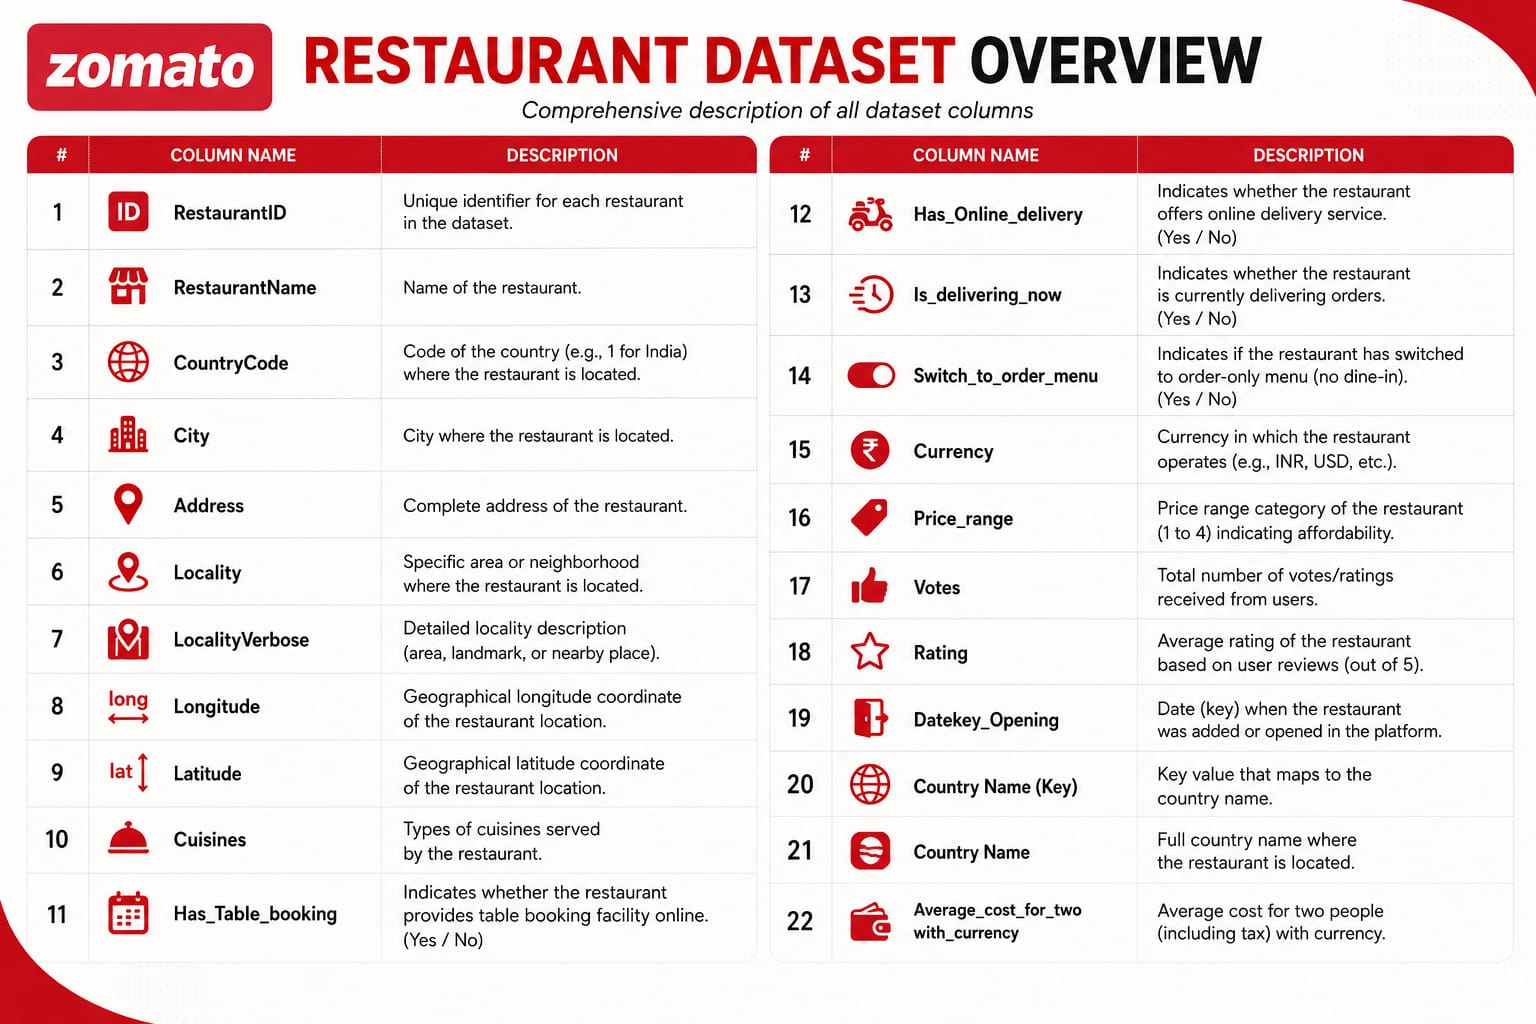 zomato
RESTAURANT DATASET OVERVIEW
Comprehensive description of all dataset columns
# COLUMN NAME DESCRIPTION
1 ID RestaurantID Unique identifier for each restaurant
in the dataset.
2 RestaurantName Name of the restaurant.
3 CountryCode Code of the country (e.g., 1 for India)
where the restaurant is located.
4 City City where the restaurant is located.
5 Address Complete address of the restaurant.
6 Locality Specific area or neighborhood
where the restaurant is located.
7 LocalityVerbose Detailed locality description
(area, landmark, or nearby place).
8 long Longitude Geographical longitude coordinate
of the restaurant location.
9 lat Latitude Geographical latitude coordinate
of the restaurant location.
10 Cuisines Types of cuisines served
by the restaurant.
11 Has_Table_booking Indicates whether the restaurant
provides table booking facility online.
(Yes / No)
# COLUMN NAME DESCRIPTION
12 Has_Online_delivery Indicates whether the restaurant
offers online delivery service.
(Yes / No)
13 Is_delivering_now Indicates whether the restaurant
is currently delivering orders.
(Yes / No)
14 Switch_to_order_menu Indicates if the restaurant has switched
to order-only menu (no dine-in).
(Yes / No)
15 ₹ Currency Currency in which the restaurant
operates (e.g., INR, USD, etc.).
16 Price_range Price range category of the restaurant
(1 to 4) indicating affordability.
17 Votes Total number of votes/ratings
received from users.
18 Rating Average rating of the restaurant
based on user reviews (out of 5).
19 Datekey_Opening Date (key) when the restaurant
was added or opened in the platform.
20 Country Name (Key) Key value that maps to the
country name.
21 Country Name Full country name where
the restaurant is located.
22 Average_cost_for_two
with_currency
Average cost for two people
(including tax) with currency.